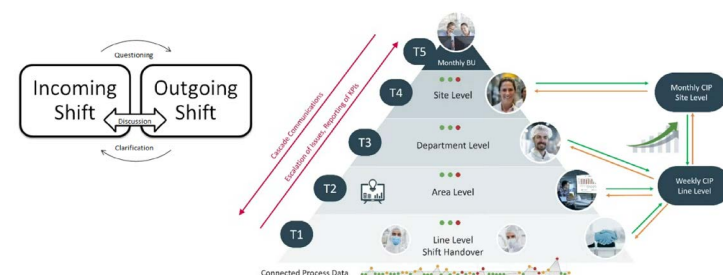 Questioning
Incoming
Shift
Outgoing
Shift
Discussion
Clarification
Cascade Communications
Escalation of Issues, Reporting of KPIs
T5
Monthly BU
T4
Site Level
T3
Department Level
T2
Area Level
T1
Line Level
Shift Handover
Connected Process Data
Monthly CIP
Site Level
Weekly CIP
Line Level